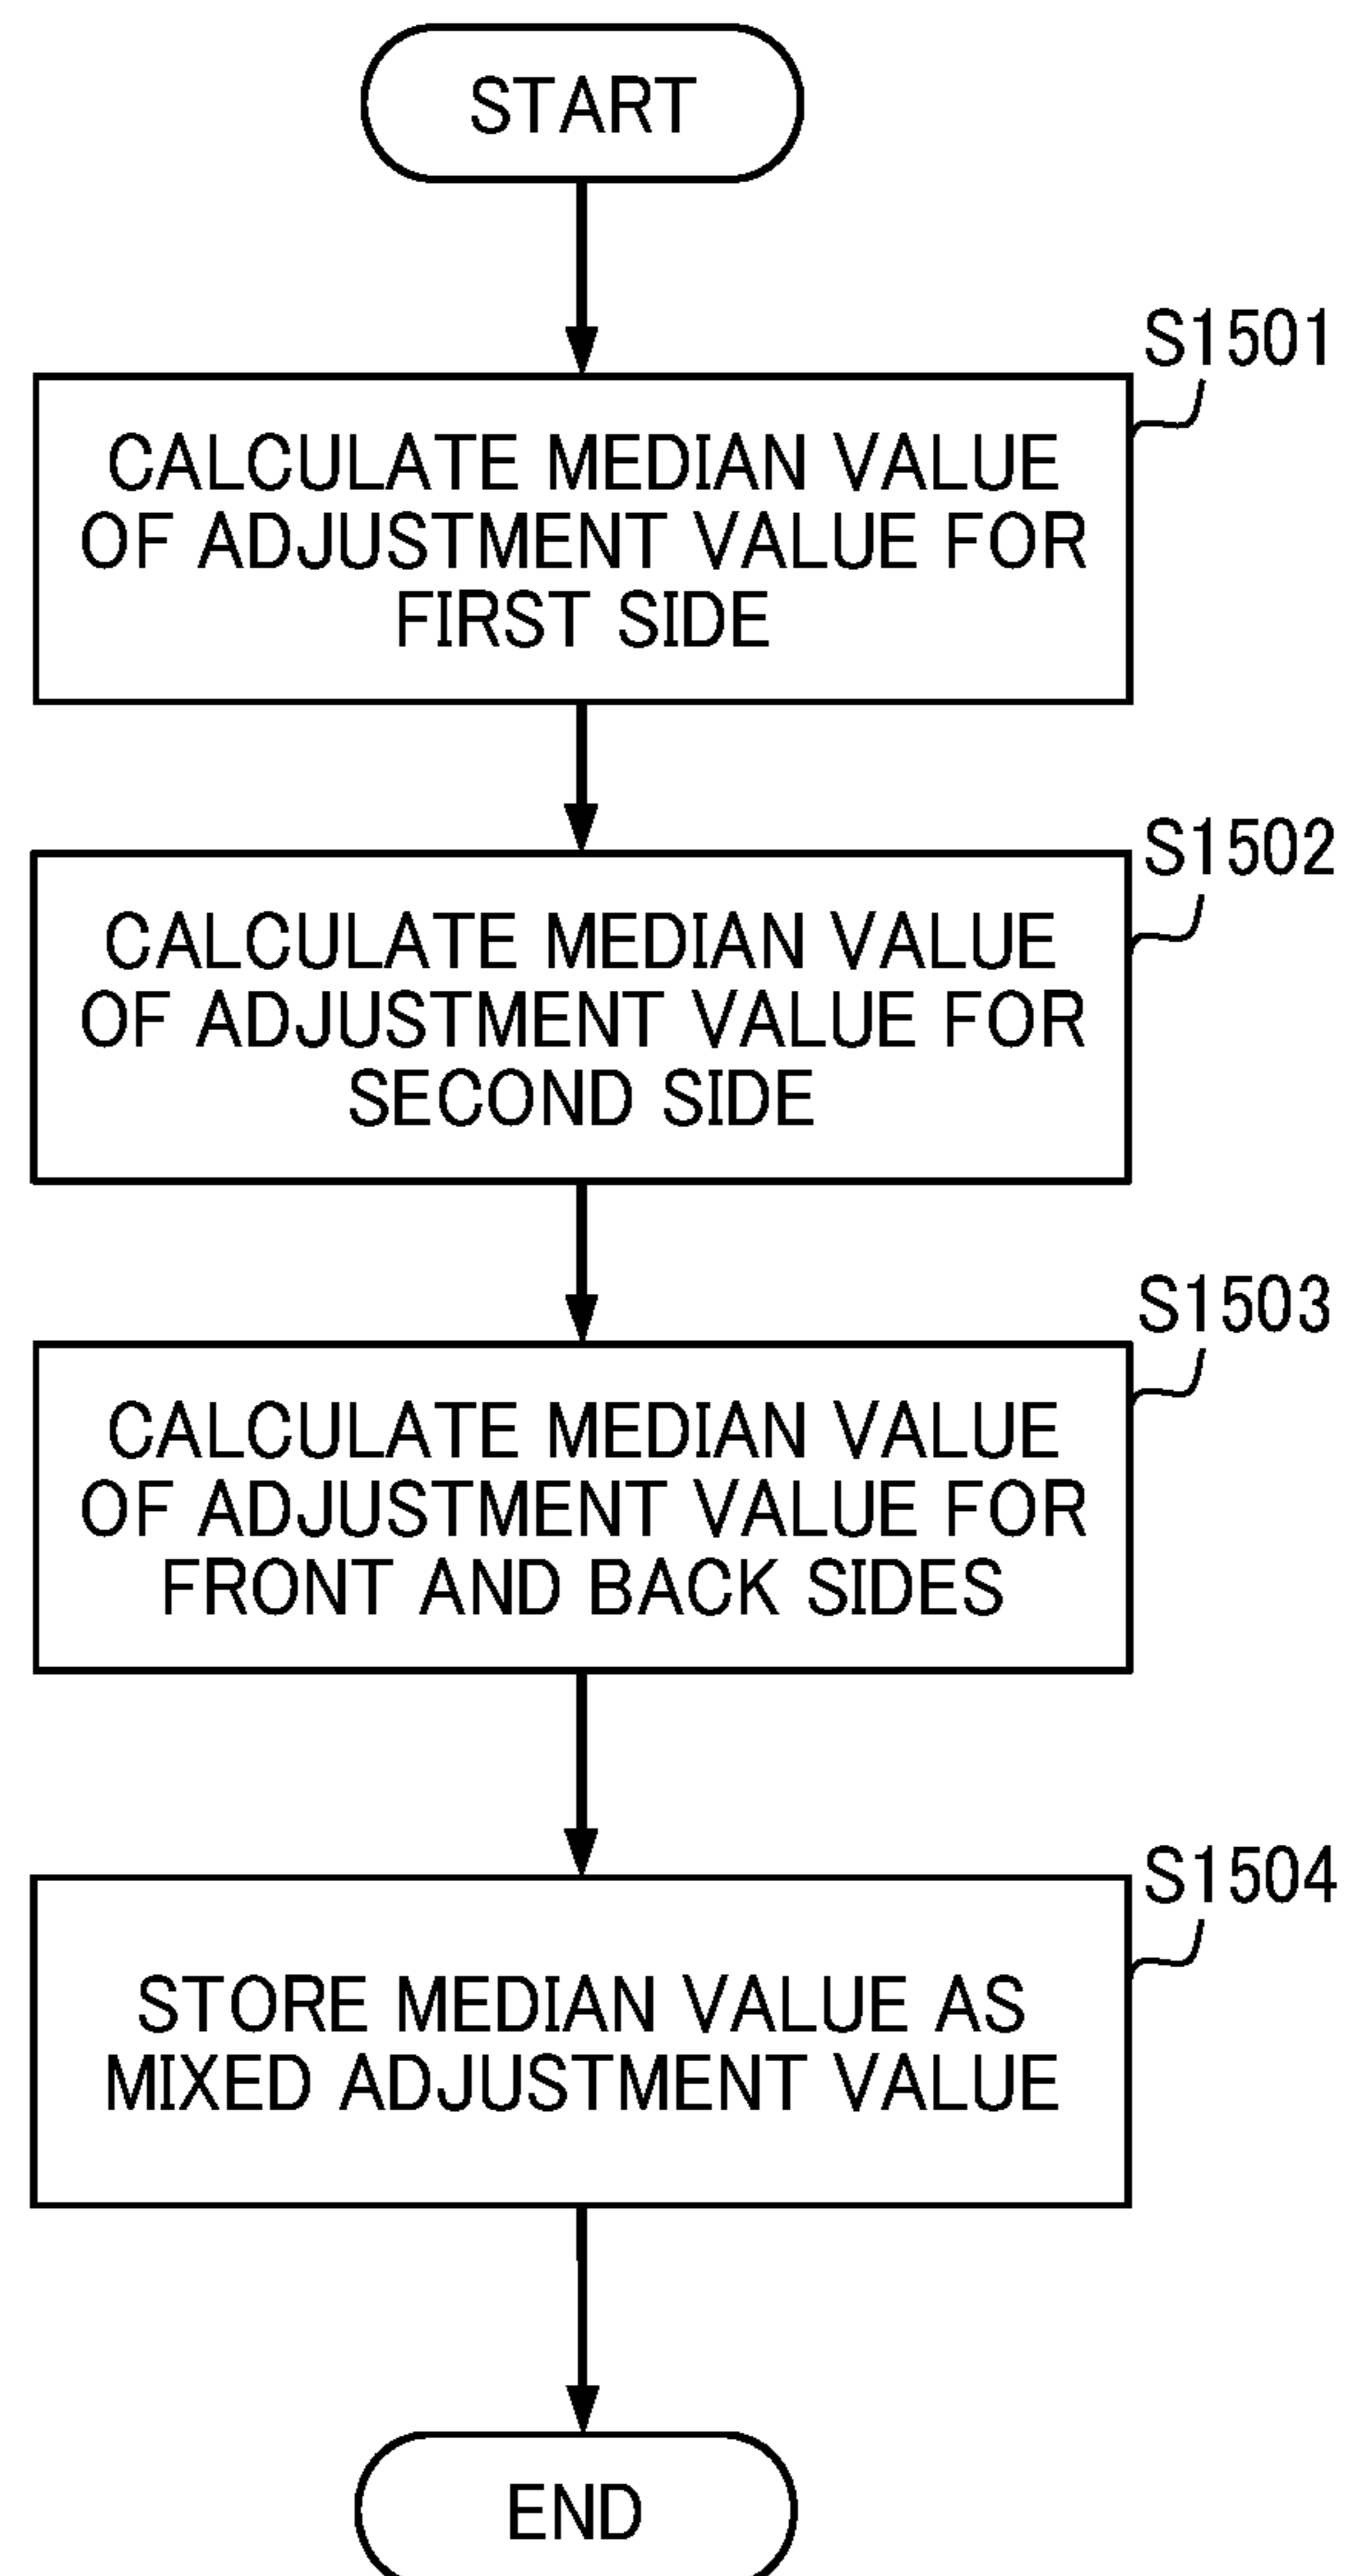 START
S1501
CALCULATE MEDIAN VALUE
OF ADJUSTMENT VALUE FOR
FIRST SIDE
S1502
CALCULATE MEDIAN VALUE
OF ADJUSTMENT VALUE FOR
SECOND SIDE
S1503
CALCULATE MEDIAN VALUE
OF ADJUSTMENT VALUE FOR
FRONT AND BACK SIDES
S1504
STORE MEDIAN VALUE AS
MIXED ADJUSTMENT VALUE
END